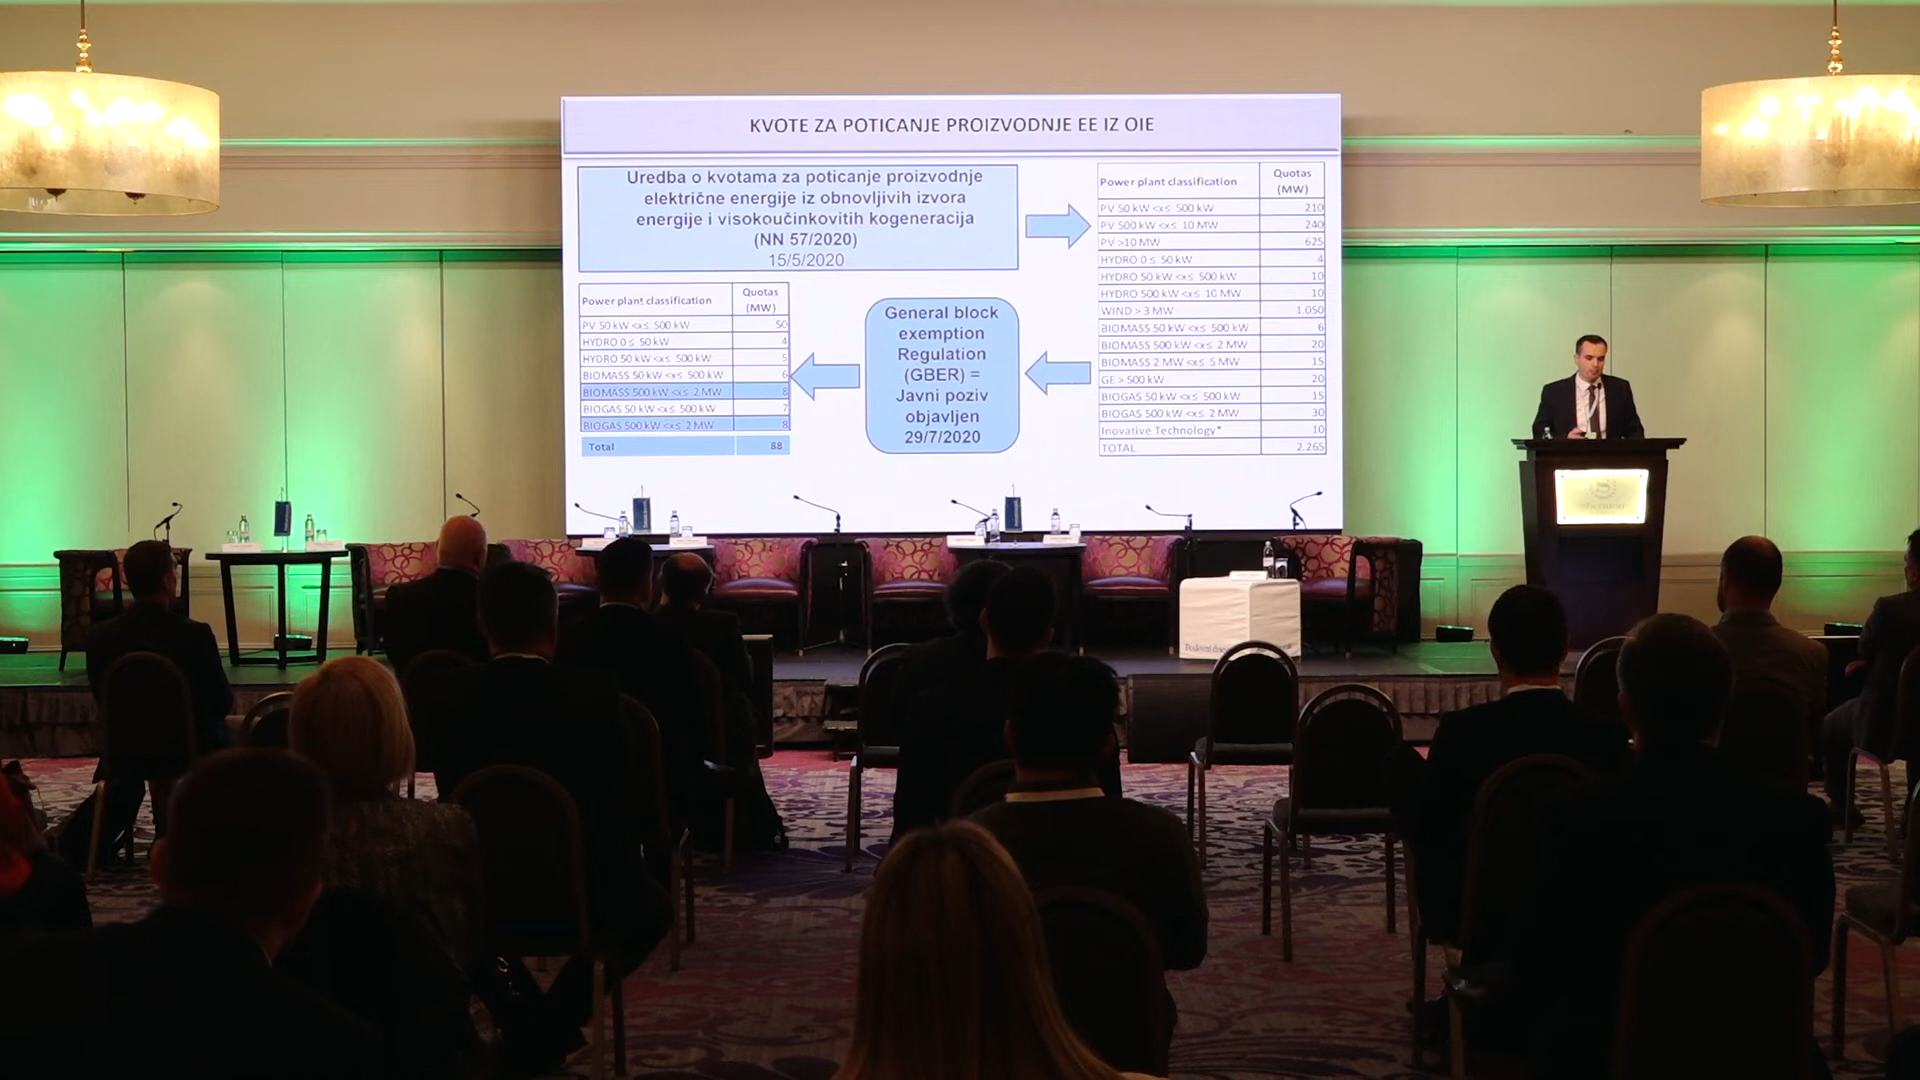 KVOTE ZA POTICANJE PROIZVODNJE EE IZ OIE
Uredba o kvotama za poticanje proizvodnje
električne energije iz obnovljivih izvora
energije i visokoučinkovitih kogeneracija
(NN 57/2020)
15/5/2020
Power plant classification Quotas (MW)
PV 50 kW <x≤ 500 kW 210
PV 500 kW <x≤ 10 MW 240
PV >10 MW 625
HYDRO 0 ≤ 50 kW 4
HYDRO 50 kW <x≤ 500 kW 10
HYDRO 500 kW <x≤ 10 MW 10
WIND > 3 MW 1.050
BIOMASS 50 kW <x≤ 500 kW 6
BIOMASS 500 kW <x≤ 2 MW 20
BIOMASS 2 MW <x≤ 5 MW 15
GE > 500 kW 20
BIOGAS 50 kW <x≤ 500 kW 15
BIOGAS 500 kW <x≤ 2 MW 30
Inovative Technology* 10
TOTAL 2.265
General block
exemption
Regulation
(GBER) =
Javni poziv
objavljen
29/7/2020
Power plant classification Quotas (MW)
PV 50 kW <x≤ 500 kW 50
HYDRO 0 ≤ 50 kW 4
HYDRO 50 kW <x≤ 500 kW 5
BIOMASS 50 kW <x≤ 500 kW 6
BIOMASS 500 kW <x≤ 2 MW 8
BIOGAS 50 kW <x≤ 500 kW 7
BIOGAS 500 kW <x≤ 2 MW 8
Total 88